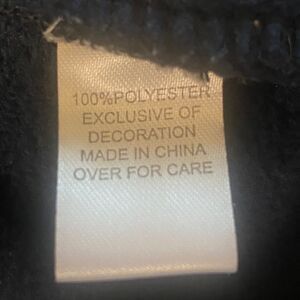 100%POLYESTER
EXCLUSIVE OF
DECORATION
MADE IN CHINA
OVER FOR CARE